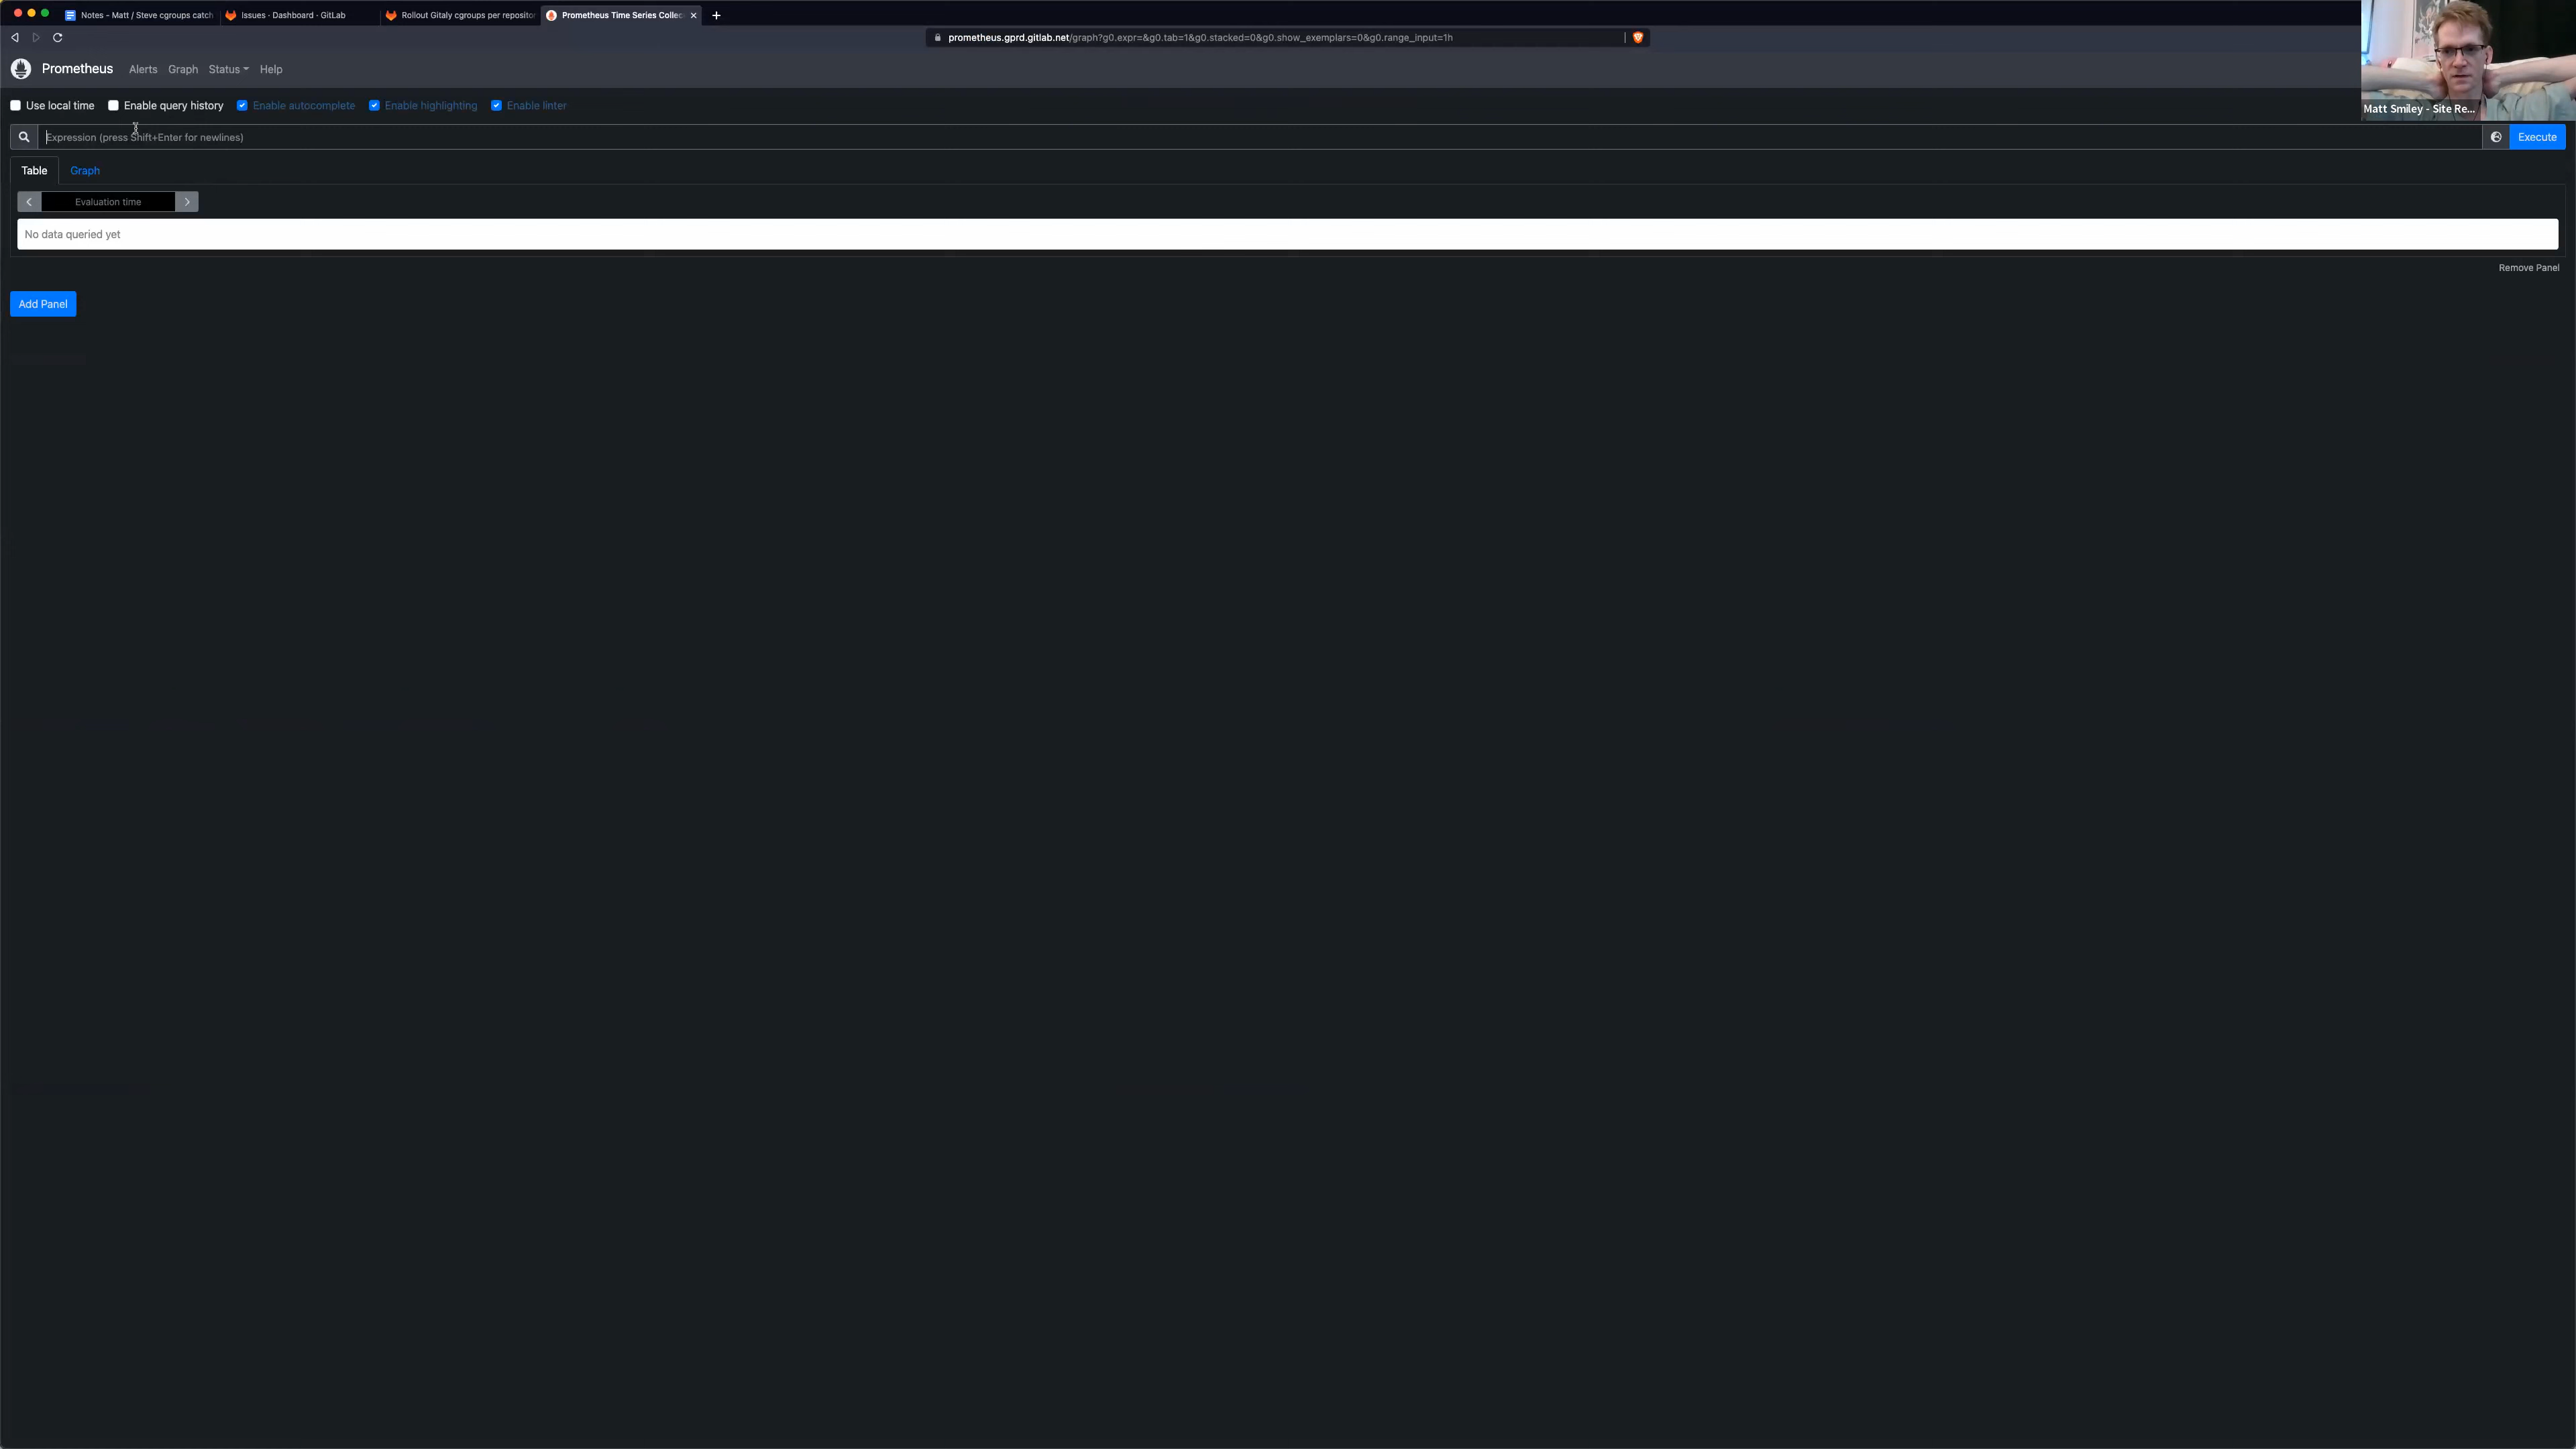 Notes - Matt / Steve cgroups catch
Issues · Dashboard · GitLab
Rollout Gitaly cgroups per repositor
Prometheus Time Series Collec
prometheus.gprd.gitlab.net/graph?g0.expr=&g0.tab=1&g0.stacked=0&g0.show_exemplars=0&g0.range_input=1h
Prometheus Alerts Graph Status Help
Use local time Enable query history Enable autocomplete Enable highlighting Enable linter
Matt Smiley - Site Re...
Expression (press Shift+Enter for newlines) Execute
Table Graph
Evaluation time
No data queried yet
Remove Panel
Add Panel